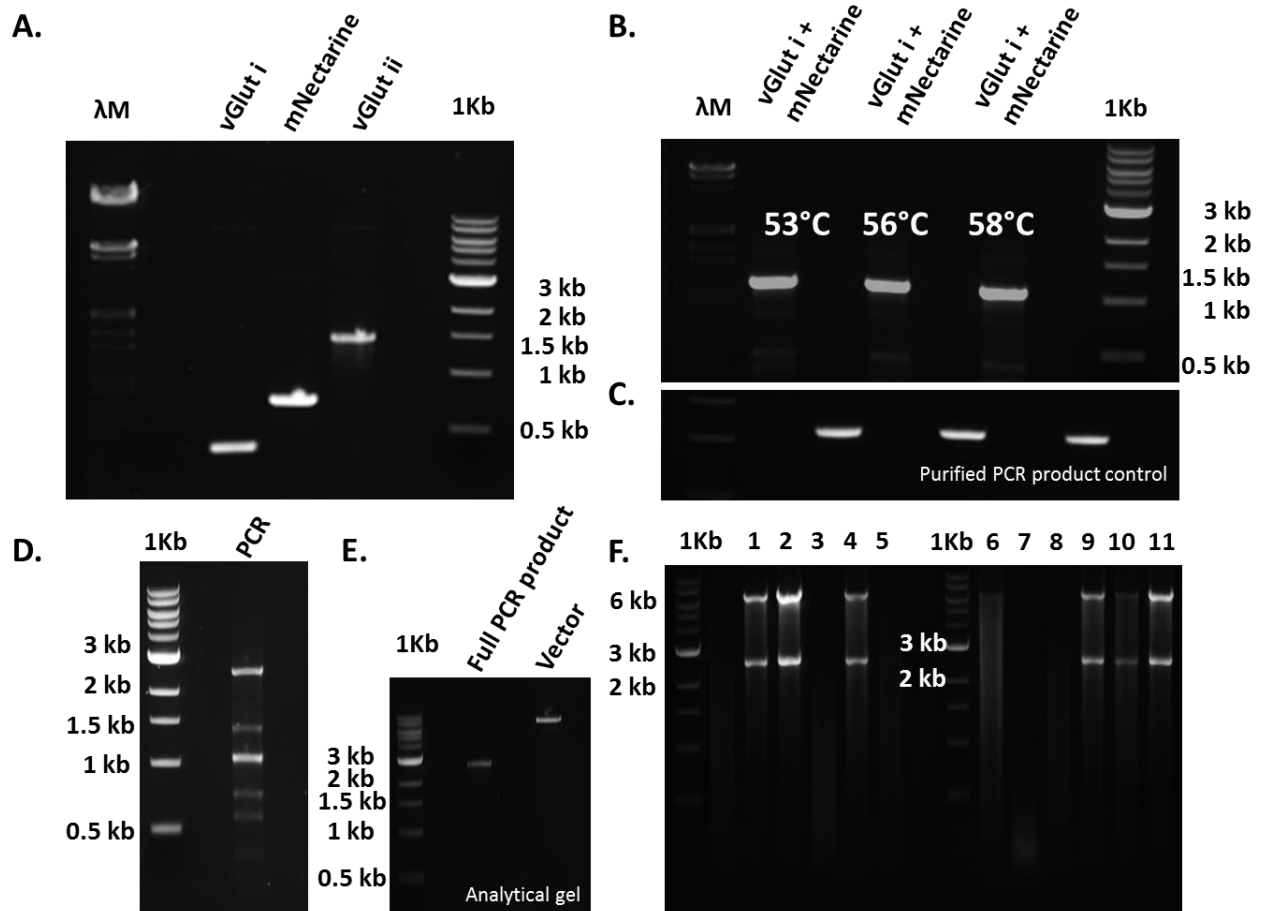 A.
λM
vGlut i
mNectarine
vGlut ii
1Kb
3 kb
2 kb
1.5 kb
1 kb
0.5 kb
B.
λM
vGlut i +
mNectarine
vGlut i +
mNectarine
vGlut i +
mNectarine
1Kb
53°C 56°C 58°C
3 kb
2 kb
1.5 kb
1 kb
0.5 kb
C.
Purified PCR product control
D.
1Kb
PCR
3 kb
2 kb
1.5 kb
1 kb
0.5 kb
E.
1Kb
Full PCR product
Vector
3 kb
2 kb
1.5 kb
1 kb
0.5 kb
Analytical gel
F.
1Kb 1 2 3 4 5 1Kb 6 7 8 9 10 11
6 kb
3 kb
2 kb
3 kb
2 kb